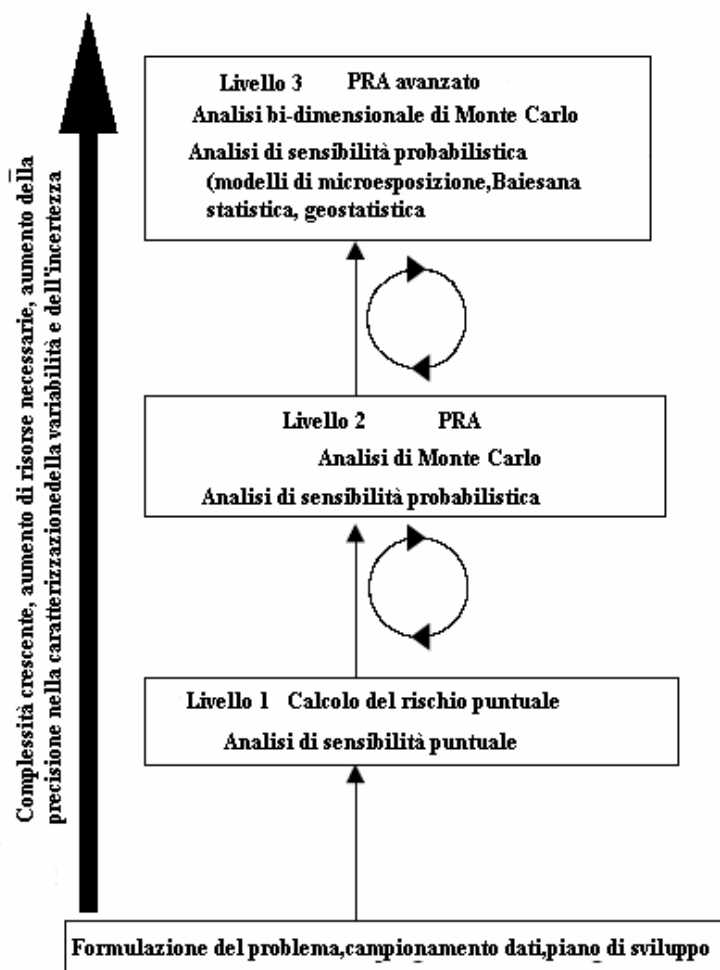 Livello 3 PRA avanzato
Analisi bi-dimensionale di Monte Carlo
Analisi di sensibilità probabilistica
(modelli di microesposizione,Baiesana
statistica, geostatistica
Livello 2 PRA
Analisi di Monte Carlo
Analisi di sensibilità probabilistica
Livello 1 Calcolo del rischio puntuale
Analisi di sensibilità puntuale
Formulazione del problema,campionamento dati,piano di sviluppo
Complessità crescente, aumento di risorse necessarie, aumento della
precisione nella caratterizzazionedella variabilità e dell'incertezza